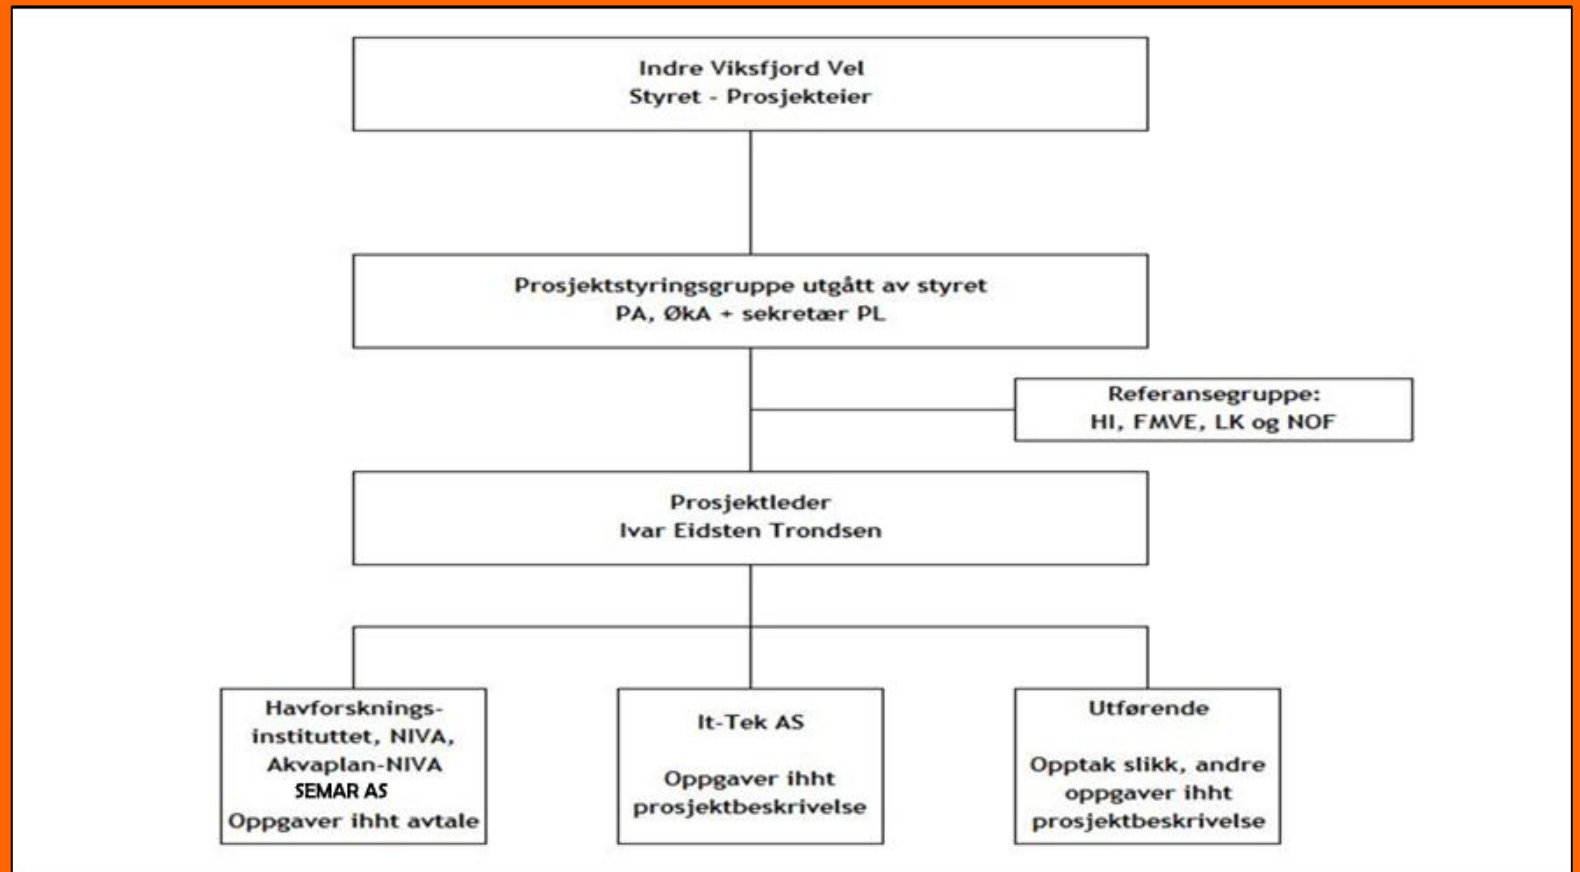 Indre Viksfjord Vel
Styret - Prosjekteier
Prosjektstyringsgruppe utgått av styret
PA, ØkA + sekretær PL
Referansegruppe:
HI, FMVE, LK og NOF
Prosjektleder
Ivar Eidsten Trondsen
Havforsknings-
instituttet, NIVA,
Akvaplan-NIVA
SEMAR AS
Oppgaver ihht avtale
It-Tek AS
Oppgaver ihht
prosjektbeskrivelse
Utførende
Opptak slikk, andre
oppgaver ihht
prosjektbeskrivelse